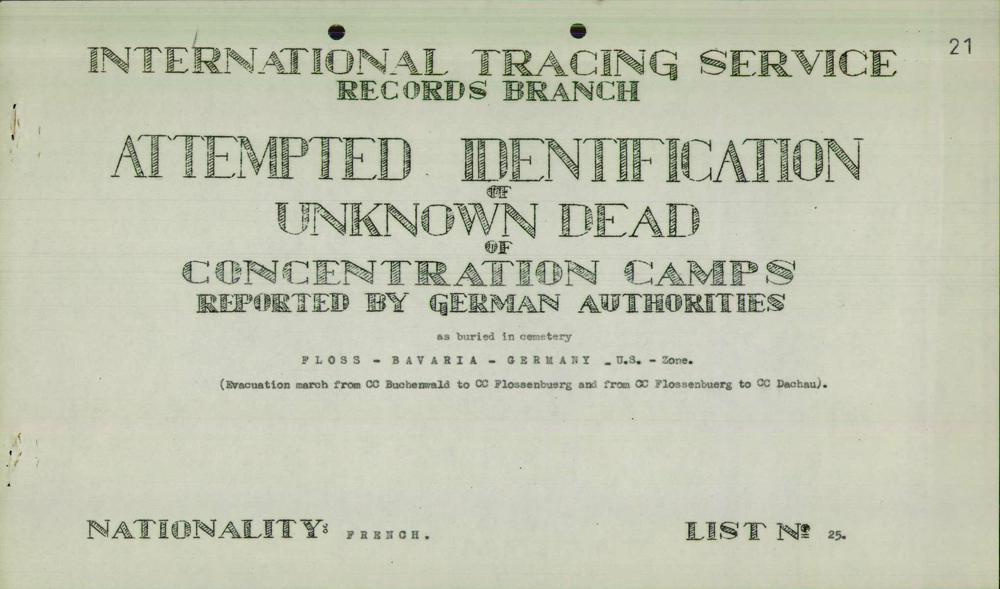 21
INTERNATIONAL TRACING SERVICE
RECORDS BRANCH
ATTEMPTED IDENTIFICATION
OF
UNKNOWN DEAD
OF
CONCENTRATION CAMPS
REPORTED BY GERMAN AUTHORITIES
as buried in cemetery
FLOSS - BAVARIA - GERMANY - U.S. - Zone.
(Evacuation march from CC Buchenwald to CC Flossenbuerg and from CC Flossenbuerg to CC Dachau).
NATIONALITY: FRENCH. LIST Nº 25.